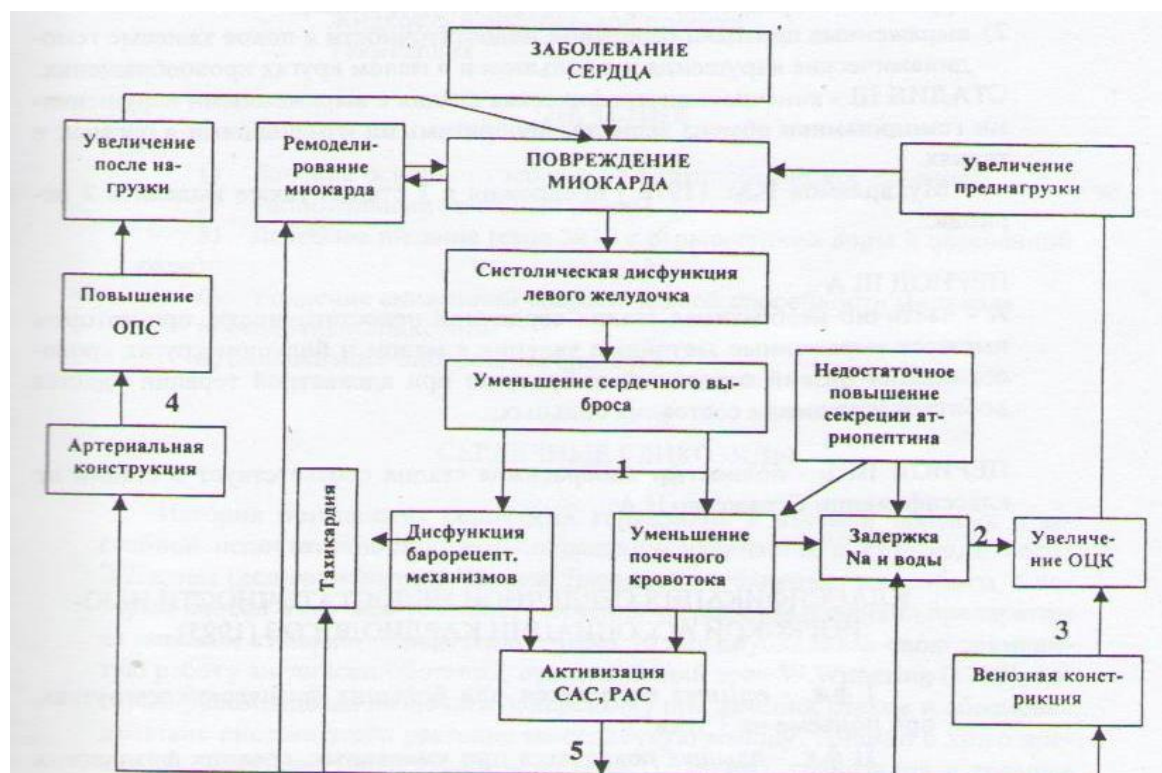 ЗАБОЛЕВАНИЕ
СЕРДЦА
Увеличение
после на-
грузки
Ремодели-
рование
миокарда
ПОВРЕЖДЕНИЕ
МИОКАРДА
Увеличение
преднагрузки
Систолическая дисфункция
левого желудочка
Повышение
ОПС
Уменьшение сердечного вы-
броса
Недостаточное
повышение
секреции ат-
риопептина
4
Артериальная
конструкция
1
Тахикардия
Дисфункция
барорецепт.
механизмов
Уменьшение
почечного
кровотока
Задержка
Na и воды
2
Увеличе-
ние ОЦК
3
Активизация
САС,РАС
Венозная конст-
рикция
5